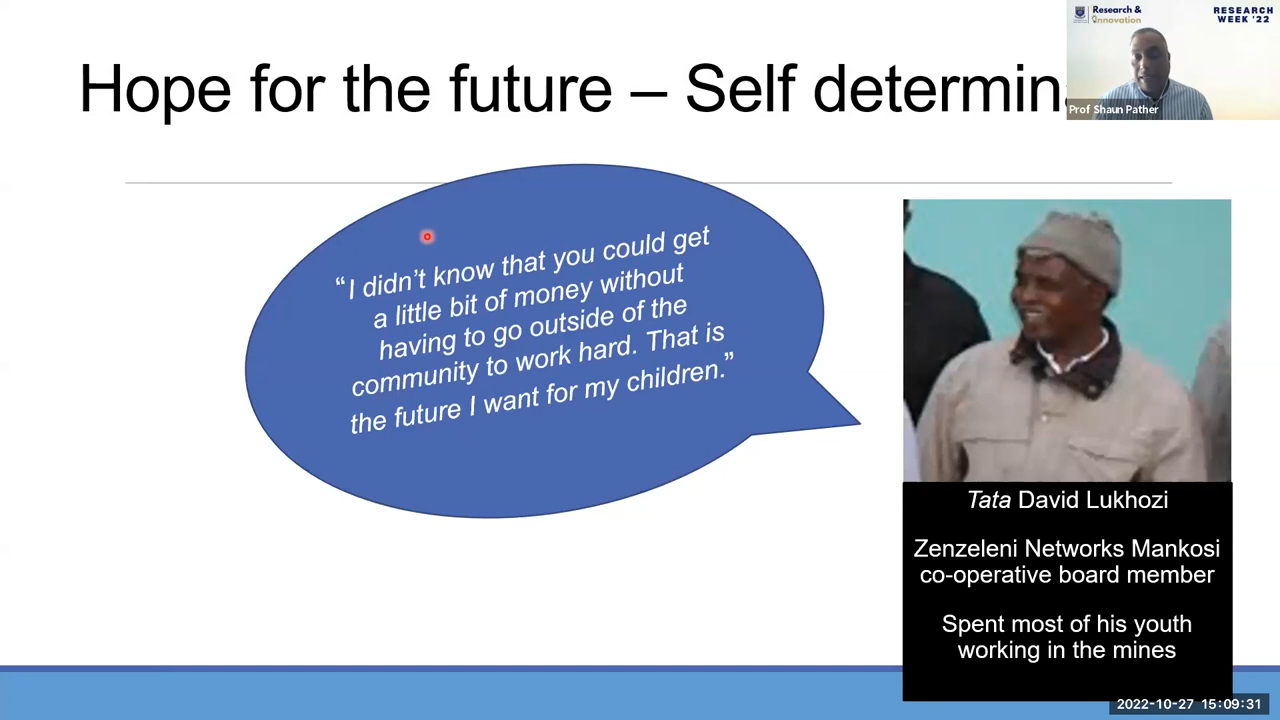 Research &
Innovation
RESEARCH
WEEK '22
Hope for the future – Self determin
Prof Shaun Pather
“I didn’t know that you could get
a little bit of money without
having to go outside of the
community to work hard. That is
the future I want for my children.”
Tata David Lukhozi
Zenzeleni Networks Mankosi
co-operative board member
Spent most of his youth
working in the mines
2022-10-27 15:09:31